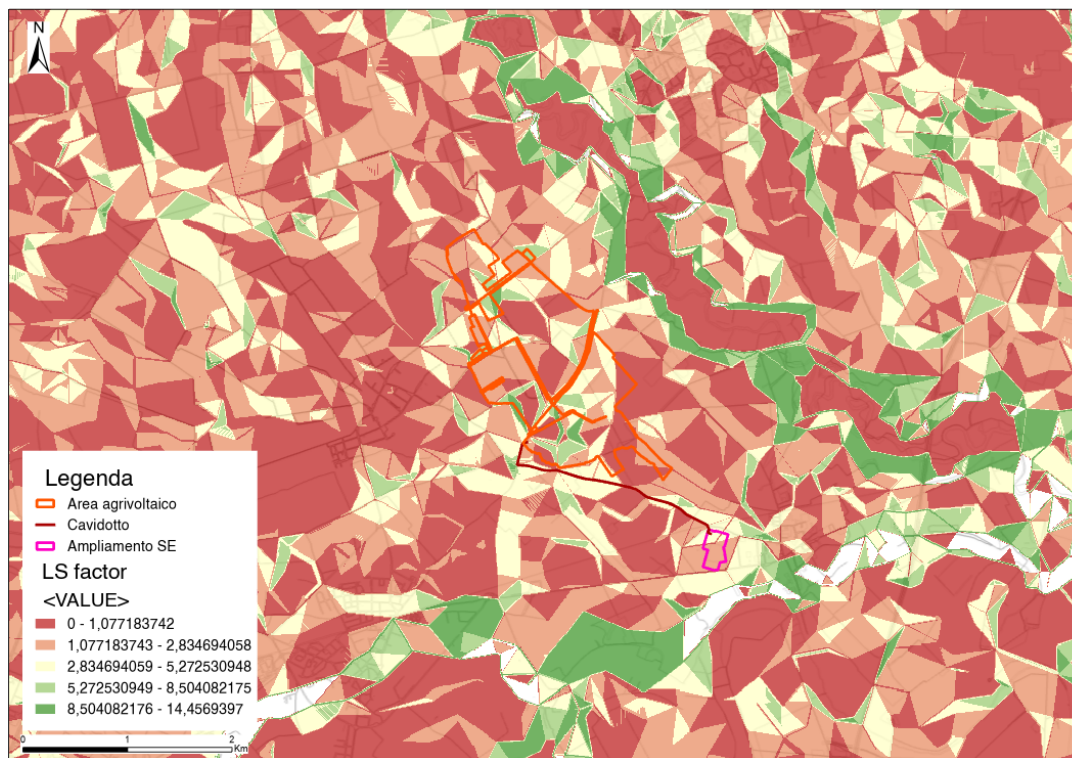 N
Legenda
Area agrivoltaico
Cavidotto
Ampliamento SE
LS factor
<VALUE>
0 - 1,077183742
1,077183743 - 2,834694058
2,834694059 - 5,272530948
5,272530949 - 8,504082175
8,504082176 - 14,4569397
0 1 2
Km